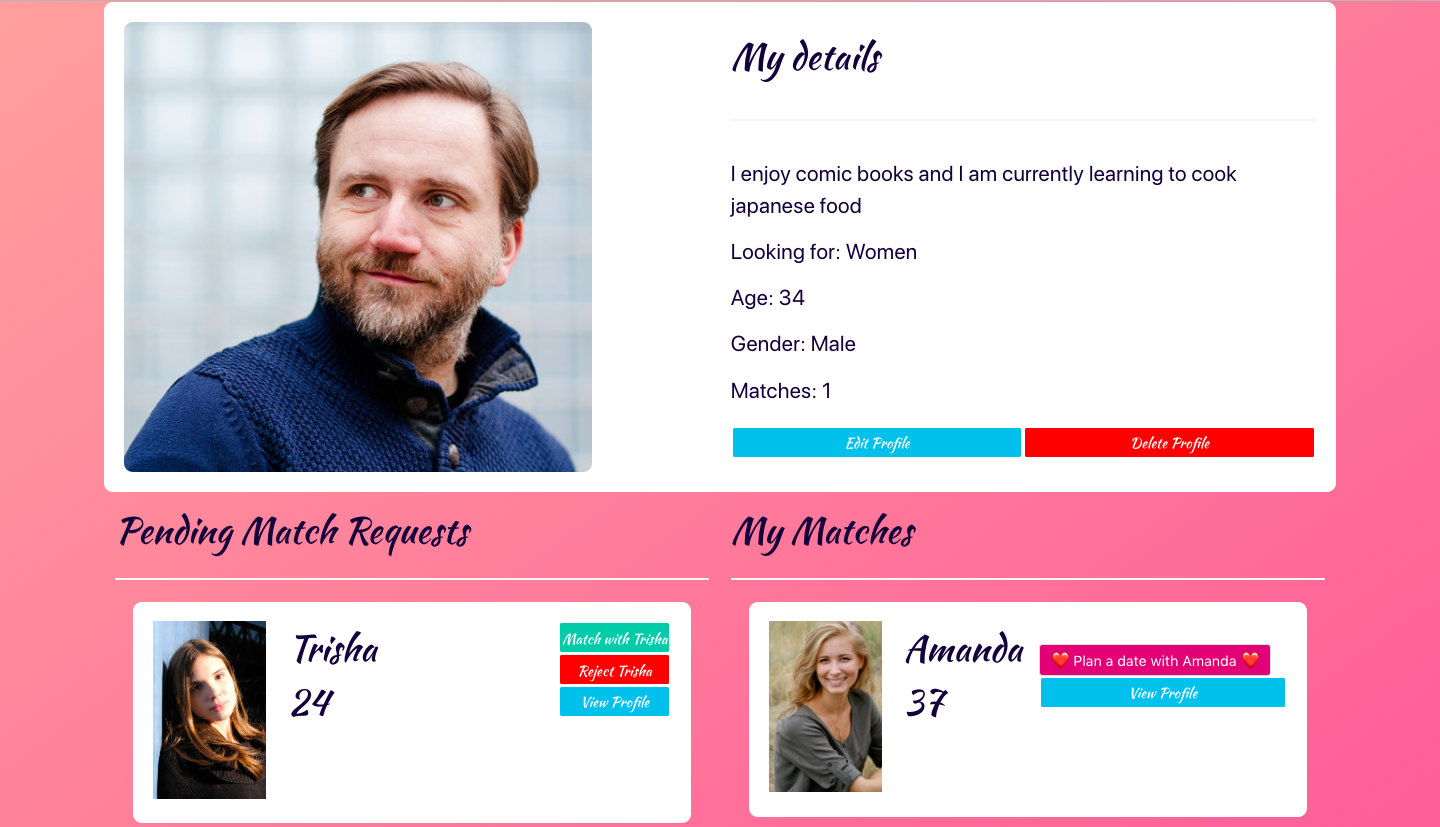 My details
I enjoy comic books and I am currently learning to cook
japanese food
Looking for: Women
Age: 34
Gender: Male
Matches: 1
Edit Profile
Delete Profile
Pending Match Requests
Trisha
24
Match with Trisha
Reject Trisha
View Profile
My Matches
Amanda
37
❤️ Plan a date with Amanda ❤️
View Profile